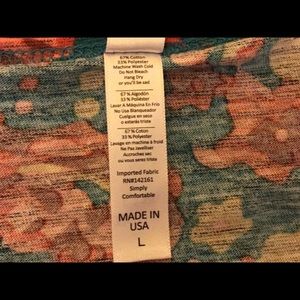 67% Cotton
33% Polyester
Machine Wash Cold
Do Not Bleach
Hang Dry
or you'll be sad
67% Algodón
33% Poliéster
Lavar A Máquina En Frío
No Use Blanqueador
Cuelgue en seco
o estará triste
67% Coton
33% Polyester
Lavage en machine à froid
Ne Pas Javelliser
Accrochez sec
ou vous serez triste
Imported Fabric
RN#142161
Simply
Comfortable
MADE IN
USA
L